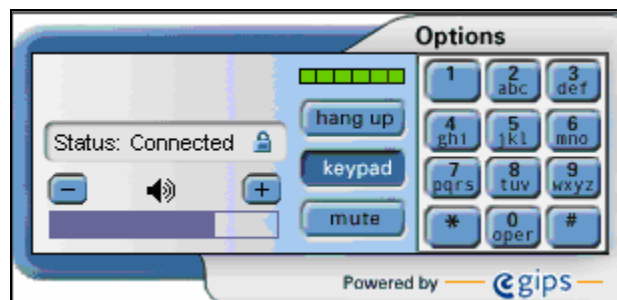 Options
Status: Connected
− +
hang up
keypad
mute
1 2 abc 3 def
4 ghi 5 jkl 6 mno
7 pqrs 8 tuv 9 wxyz
* 0 oper #
Powered by egips